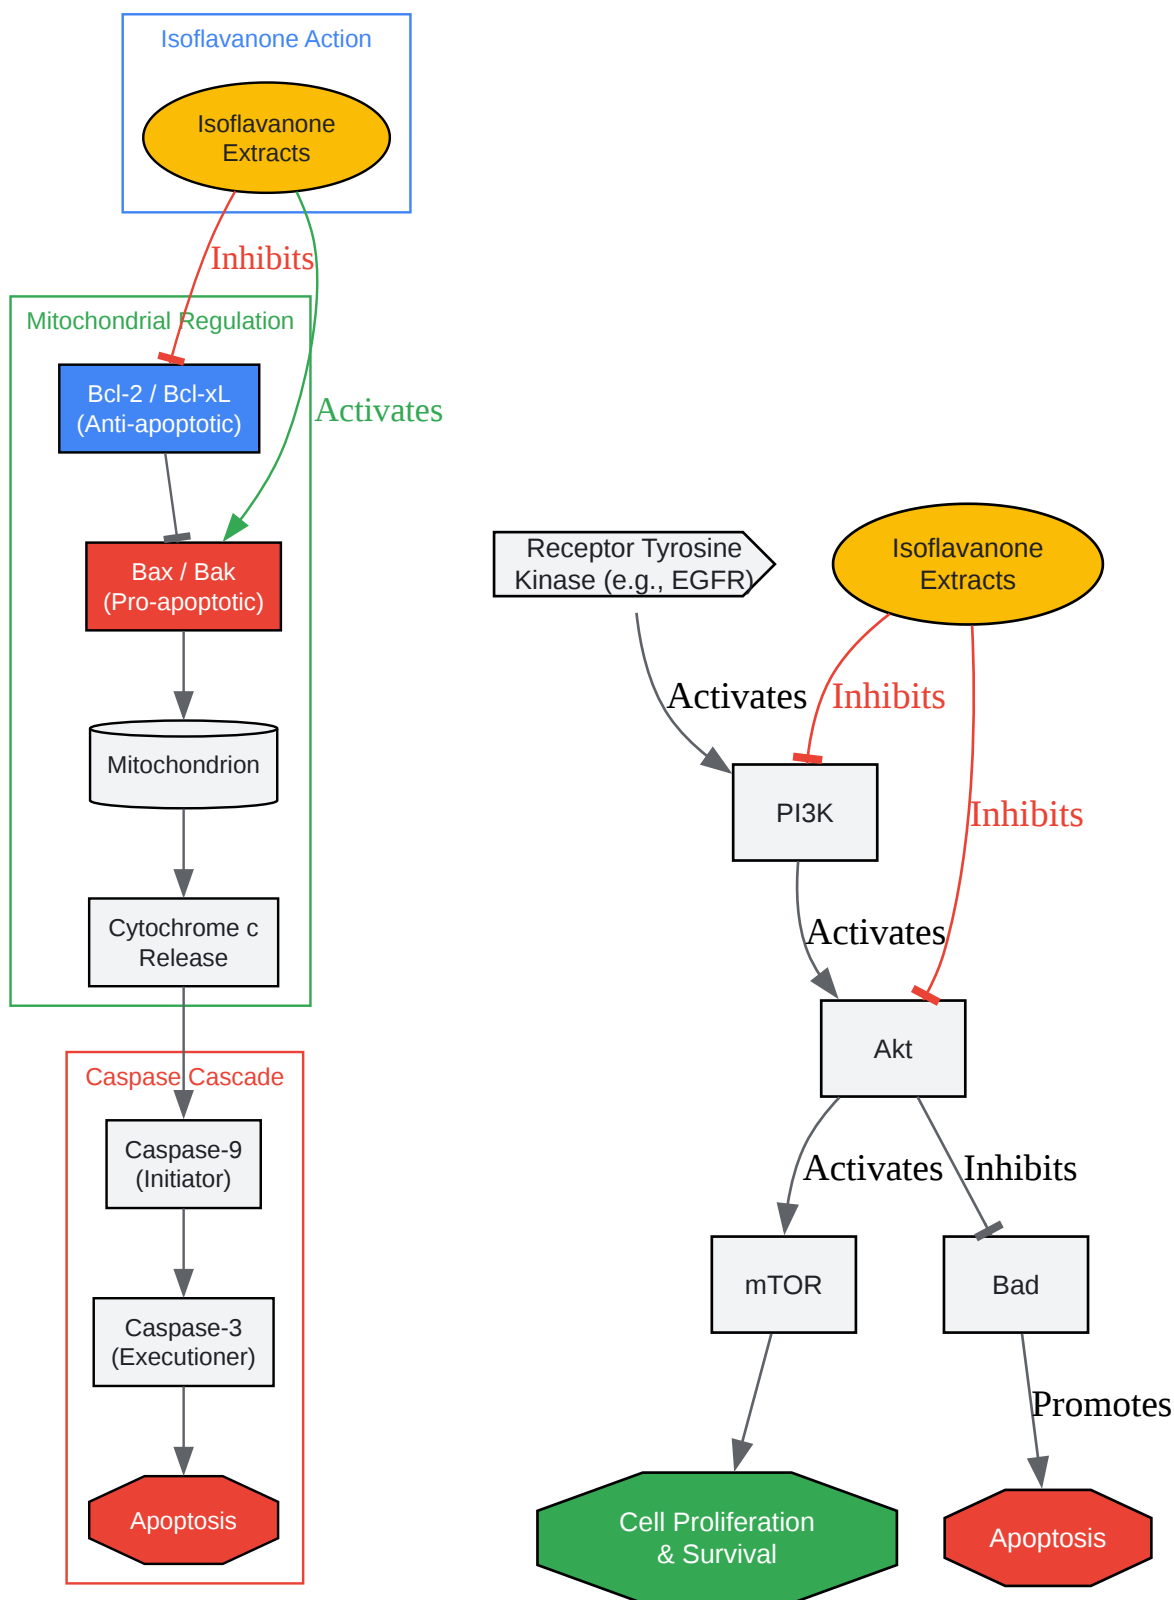 Isoflavanone Action
Isoflavanone
Extracts
Inhibits
Mitochondrial Regulation
Bcl-2 / Bcl-xL
(Anti-apoptotic)
Activates
Bax / Bak
(Pro-apoptotic)
Mitochondrion
Cytochrome c
Release
Caspase Cascade
Caspase-9
(Initiator)
Caspase-3
(Executioner)
Apoptosis
Receptor Tyrosine
Kinase (e.g., EGFR)
Isoflavanone
Extracts
Activates
Inhibits
PI3K
Inhibits
Activates
Akt
Activates
Inhibits
mTOR
Bad
Promotes
Cell Proliferation
& Survival
Apoptosis